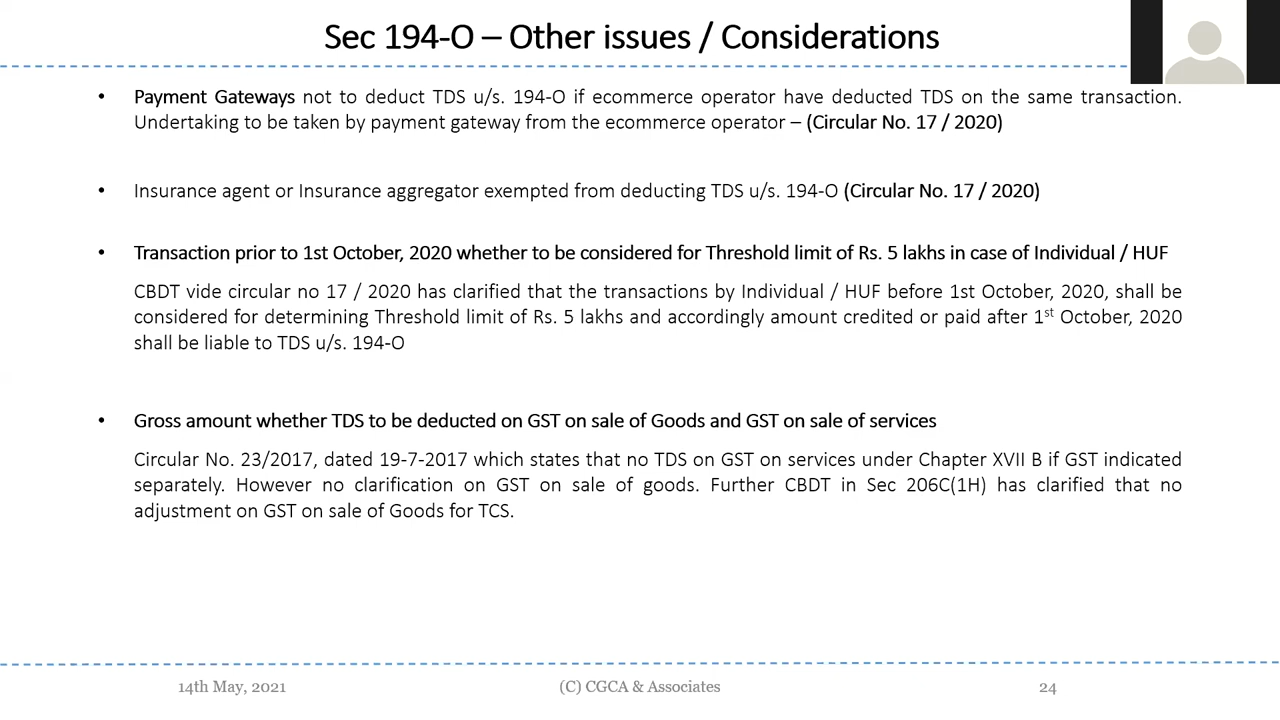 Sec 194-O – Other issues / Considerations
• Payment Gateways not to deduct TDS u/s. 194-O if ecommerce operator have deducted TDS on the same transaction.
Undertaking to be taken by payment gateway from the ecommerce operator – (Circular No. 17 / 2020)
• Insurance agent or Insurance aggregator exempted from deducting TDS u/s. 194-O (Circular No. 17 / 2020)
• Transaction prior to 1st October, 2020 whether to be considered for Threshold limit of Rs. 5 lakhs in case of Individual / HUF
CBDT vide circular no 17 / 2020 has clarified that the transactions by Individual / HUF before 1st October, 2020, shall be
considered for determining Threshold limit of Rs. 5 lakhs and accordingly amount credited or paid after 1st October, 2020
shall be liable to TDS u/s. 194-O
• Gross amount whether TDS to be deducted on GST on sale of Goods and GST on sale of services
Circular No. 23/2017, dated 19-7-2017 which states that no TDS on GST on services under Chapter XVII B if GST indicated
separately. However no clarification on GST on sale of goods. Further CBDT in Sec 206C(1H) has clarified that no
adjustment on GST on sale of Goods for TCS.
14th May, 2021
(C) CGCA & Associates
24